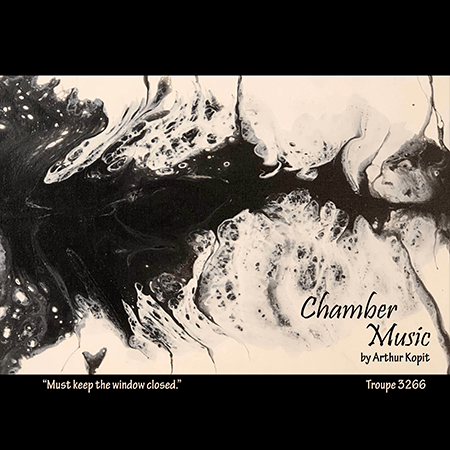 Chamber
Music
by Arthur Kopit
“Must keep the window closed.”
Troupe 3266